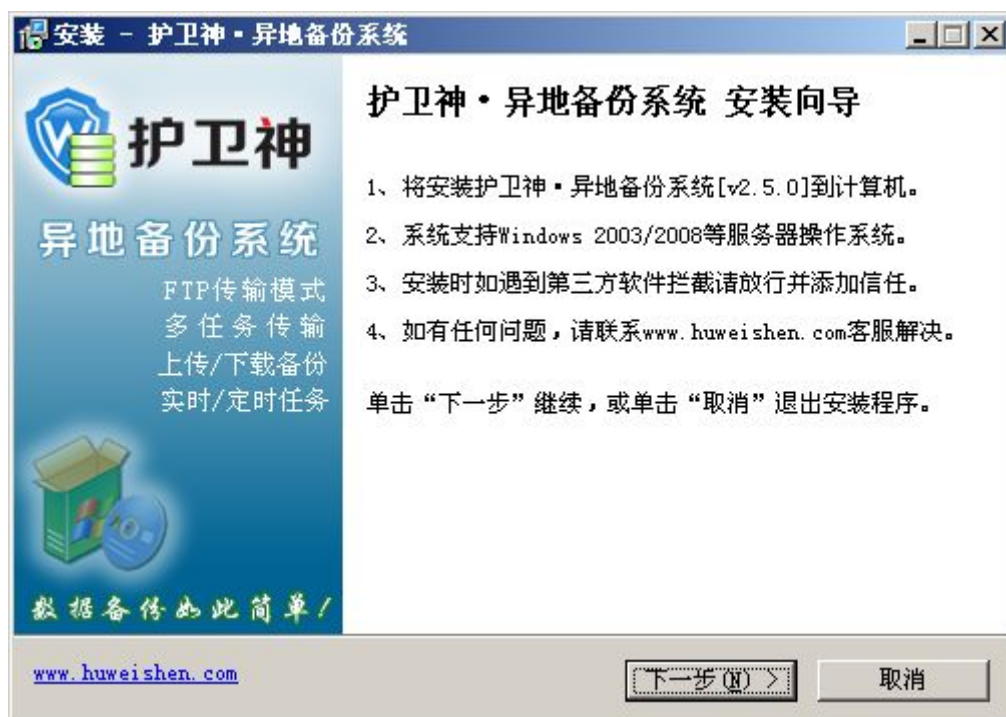 安装 - 护卫神·异地备份系统
护卫神
异地备份系统
FTP传输模式
多任务传输
上传/下载备份
实时/定时任务
数据备份如此简单！
护卫神·异地备份系统 安装向导
1、将安装护卫神·异地备份系统[v2.5.0]到计算机。
2、系统支持Windows 2003/2008等服务器操作系统。
3、安装时如遇到第三方软件拦截请放行并添加信任。
4、如有任何问题，请联系www.huweishen.com客服解决。
单击“下一步”继续，或单击“取消”退出安装程序。
www.huweishen.com
下一步(N) >
取消